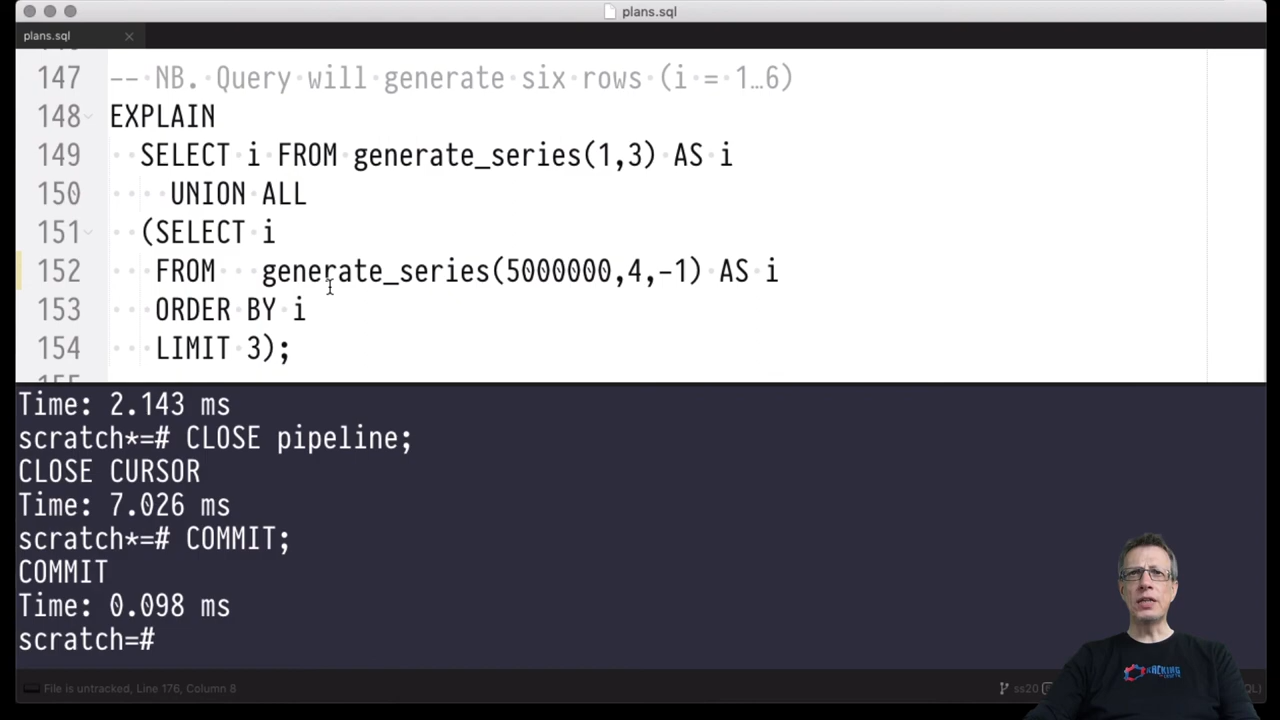 plans.sql
plans.sql
147 -- NB. Query will generate six rows (i = 1…6)
148 EXPLAIN
149 SELECT i FROM generate_series(1,3) AS i
150 UNION ALL
151 (SELECT i
152 FROM generate_series(5000000,4,-1) AS i
153 ORDER BY i
154 LIMIT 3);
Time: 2.143 ms
scratch*=# CLOSE pipeline;
CLOSE CURSOR
Time: 7.026 ms
scratch*=# COMMIT;
COMMIT
Time: 0.098 ms
scratch=#
File is untracked, Line 176, Column 8
ss20